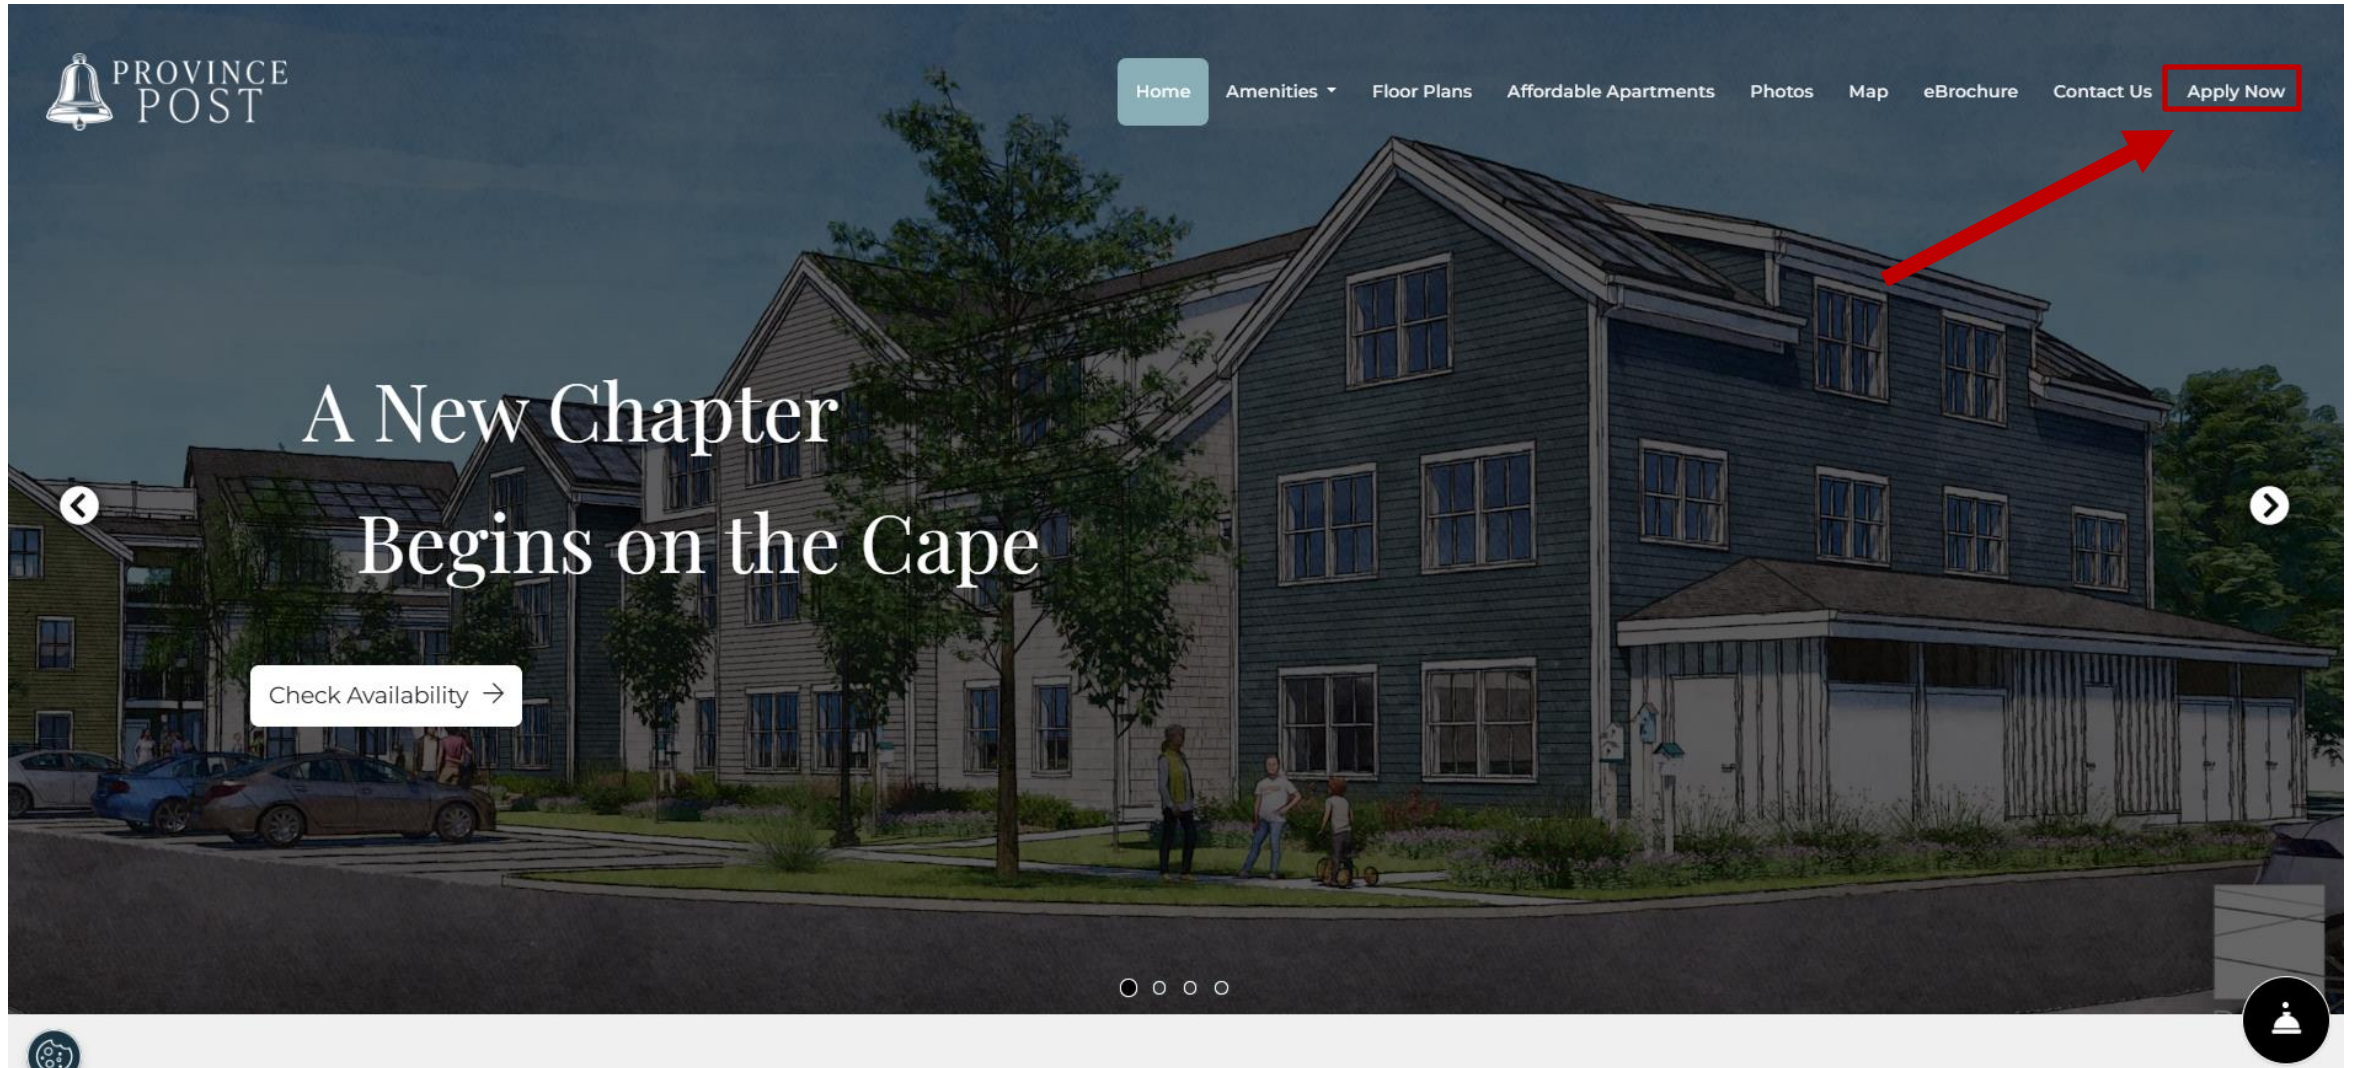 PROVINCE
POST
Home Amenities Floor Plans Affordable Apartments Photos Map eBrochure Contact Us Apply Now
A New Chapter
Begins on the Cape
Check Availability →